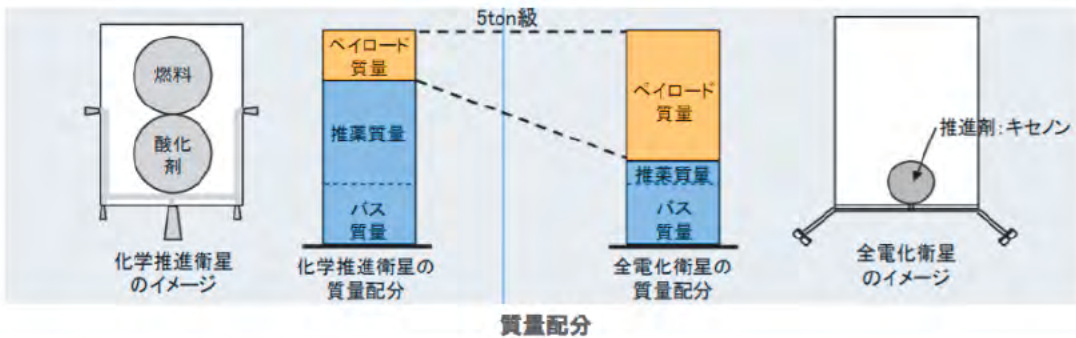 5ton級
燃料
酸化
剤
化学推進衛星
のイメージ
ペイロード
質量
推薬質量
バス
質量
化学推進衛星の
質量配分
ペイロード
質量
推薬質量
バス
質量
全電化衛星の
質量配分
推進剤:キセノン
全電化衛星
のイメージ
質量配分